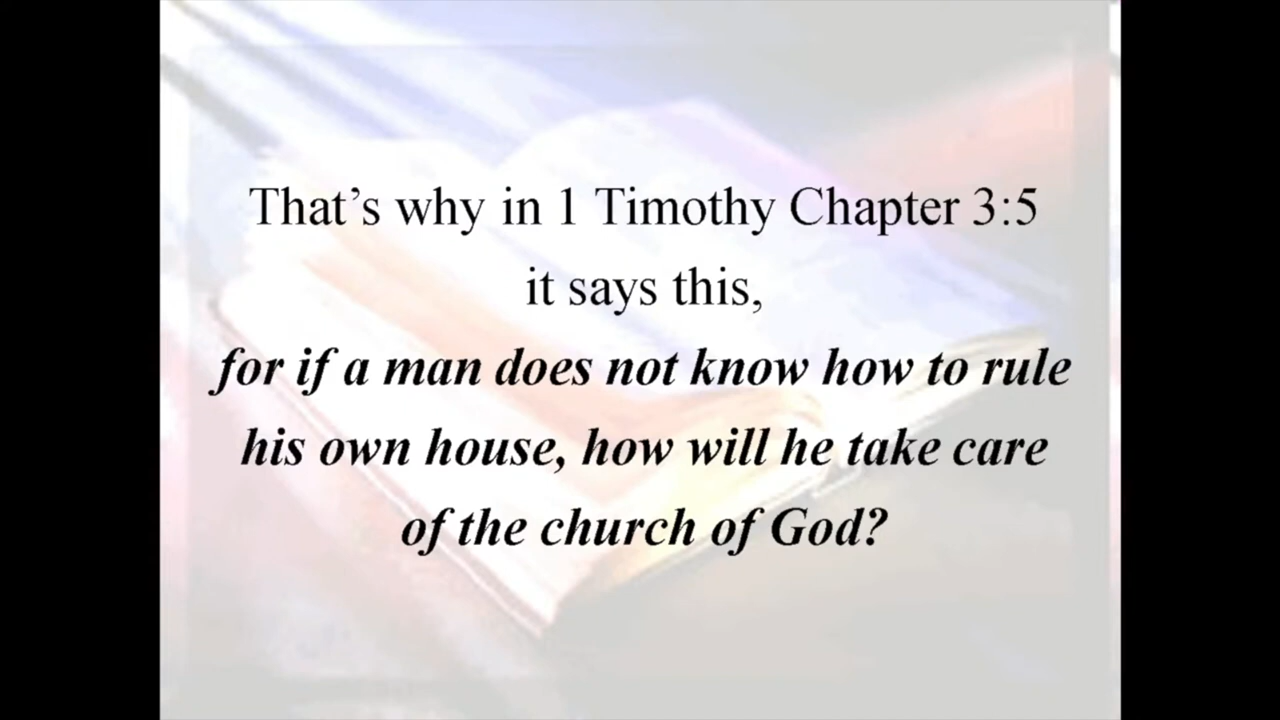 That’s why in 1 Timothy Chapter 3:5
it says this,
for if a man does not know how to rule
his own house, how will he take care
of the church of God?